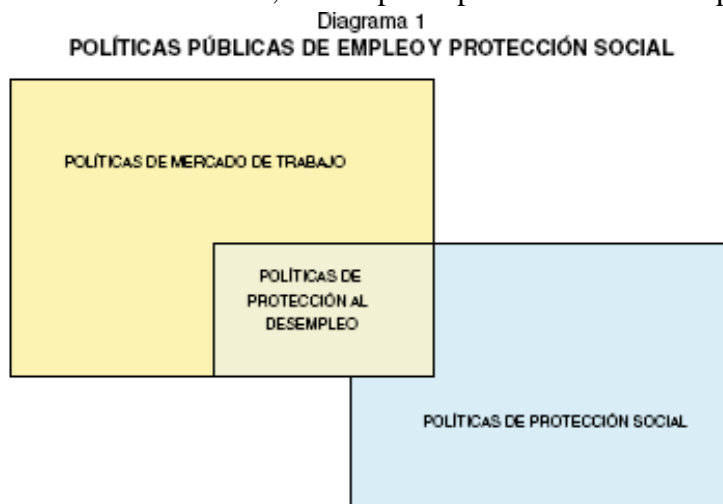 Diagrama 1
POLÍTICAS PÚBLICAS DE EMPLEO Y PROTECCIÓN SOCIAL
POLÍTICAS DE MERCADO DE TRABAJO
POLÍTICAS DE
PROTECCIÓN AL
DESEMPLEO
POLÍTICAS DE PROTECCIÓN SOCIAL